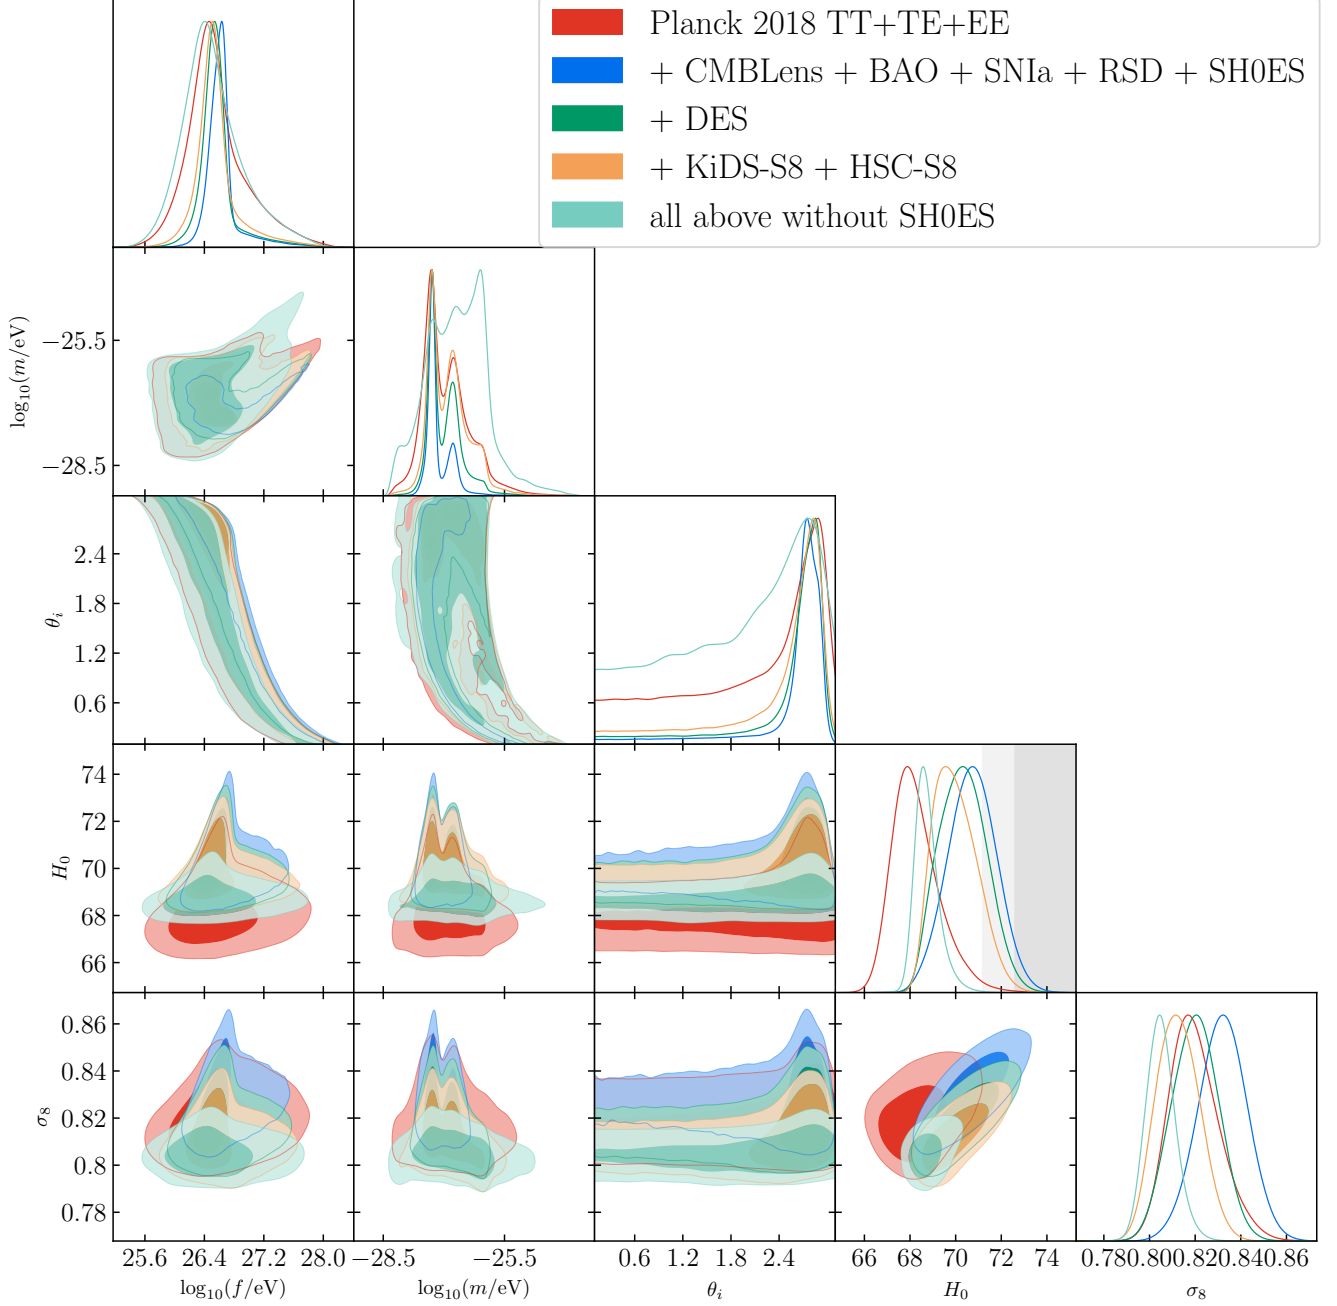 Planck 2018 TT+TE+EE
+ CMBLens + BAO + SNIa + RSD + SH0ES
+ DES
+ KiDS-S8 + HSC-S8
all above without SH0ES
log₁₀(m/eV)
−25.5
−28.5
θᵢ
2.4
1.8
1.2
0.6
H₀
74
72
70
68
66
σ₈
0.86
0.84
0.82
0.8
0.78
25.6 26.4 27.2 28.0 −28.5 −25.5 0.6 1.2 1.8 2.4 66 68 70 72 74 0.78 0.80 0.82 0.84 0.86
log₁₀(f/eV) log₁₀(m/eV) θᵢ H₀ σ₈